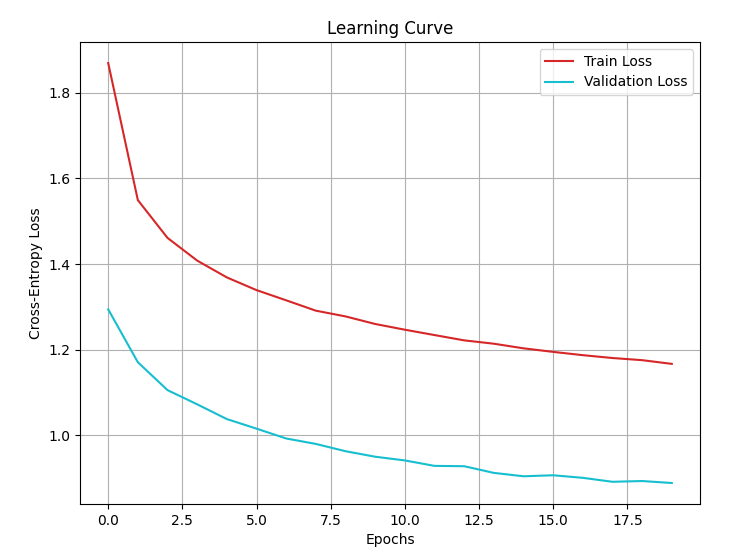 Learning Curve
Train Loss
Validation Loss
Cross-Entropy Loss
1.8
1.6
1.4
1.2
1.0
0.0 2.5 5.0 7.5 10.0 12.5 15.0 17.5
Epochs